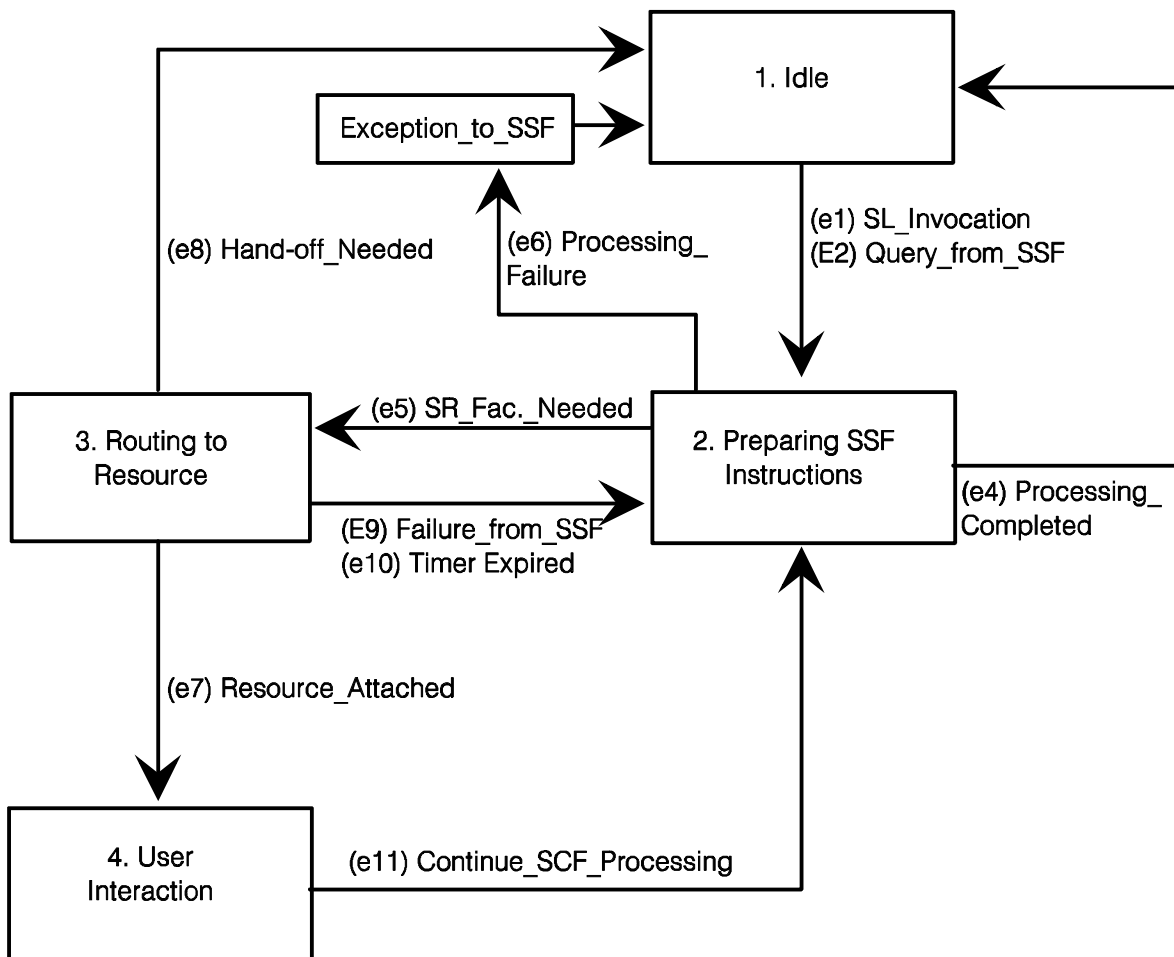 1. Idle
Exception_to_SSF
(e1) SL_Invocation
(E2) Query_from_SSF
(e8) Hand-off_Needed
(e6) Processing_
Failure
(e5) SR_Fac._Needed
3. Routing to
Resource
2. Preparing SSF
Instructions
(e4) Processing_
Completed
(E9) Failure_from_SSF
(e10) Timer Expired
(e7) Resource_Attached
4. User
Interaction
(e11) Continue_SCF_Processing